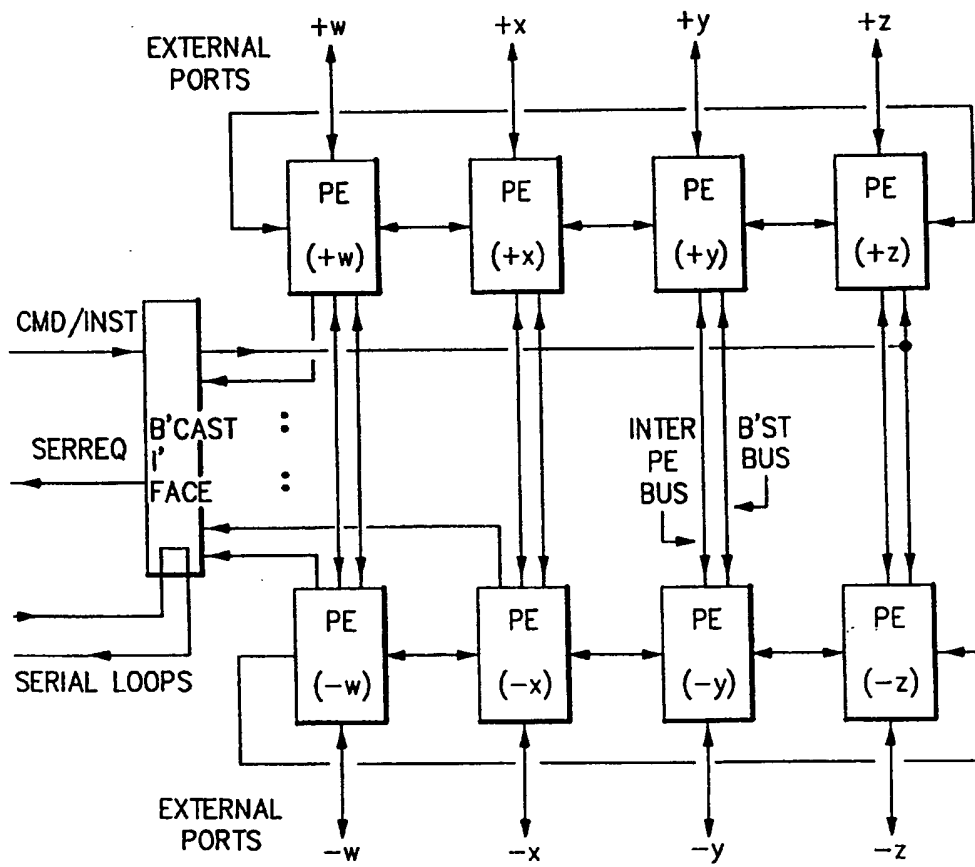 +w +x +y +z
EXTERNAL
PORTS
PE PE PE PE
(+w) (+x) (+y) (+z)
CMD/INST
B'CAST
I'
FACE
SERREQ
INTER
PE
BUS
B'ST
BUS
SERIAL LOOPS
PE PE PE PE
(-w) (-x) (-y) (-z)
EXTERNAL
PORTS
-w -x -y -z